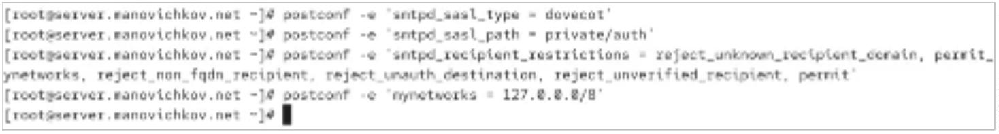 [root@server.manovichkov.net ~]# postconf -e 'smtpd_sasl_type = dovecot'
[root@server.manovichkov.net ~]# postconf -e 'smtpd_sasl_path = private/auth'
[root@server.manovichkov.net ~]# postconf -e 'smtpd_recipient_restrictions = reject_unknown_recipient_domain, permit_
ynetworks, reject_non_fqdn_recipient, reject_unauth_destination, reject_unverified_recipient, permit'
[root@server.manovichkov.net ~]# postconf -e 'mynetworks = 127.0.0.0/8'
[root@server.manovichkov.net ~]#